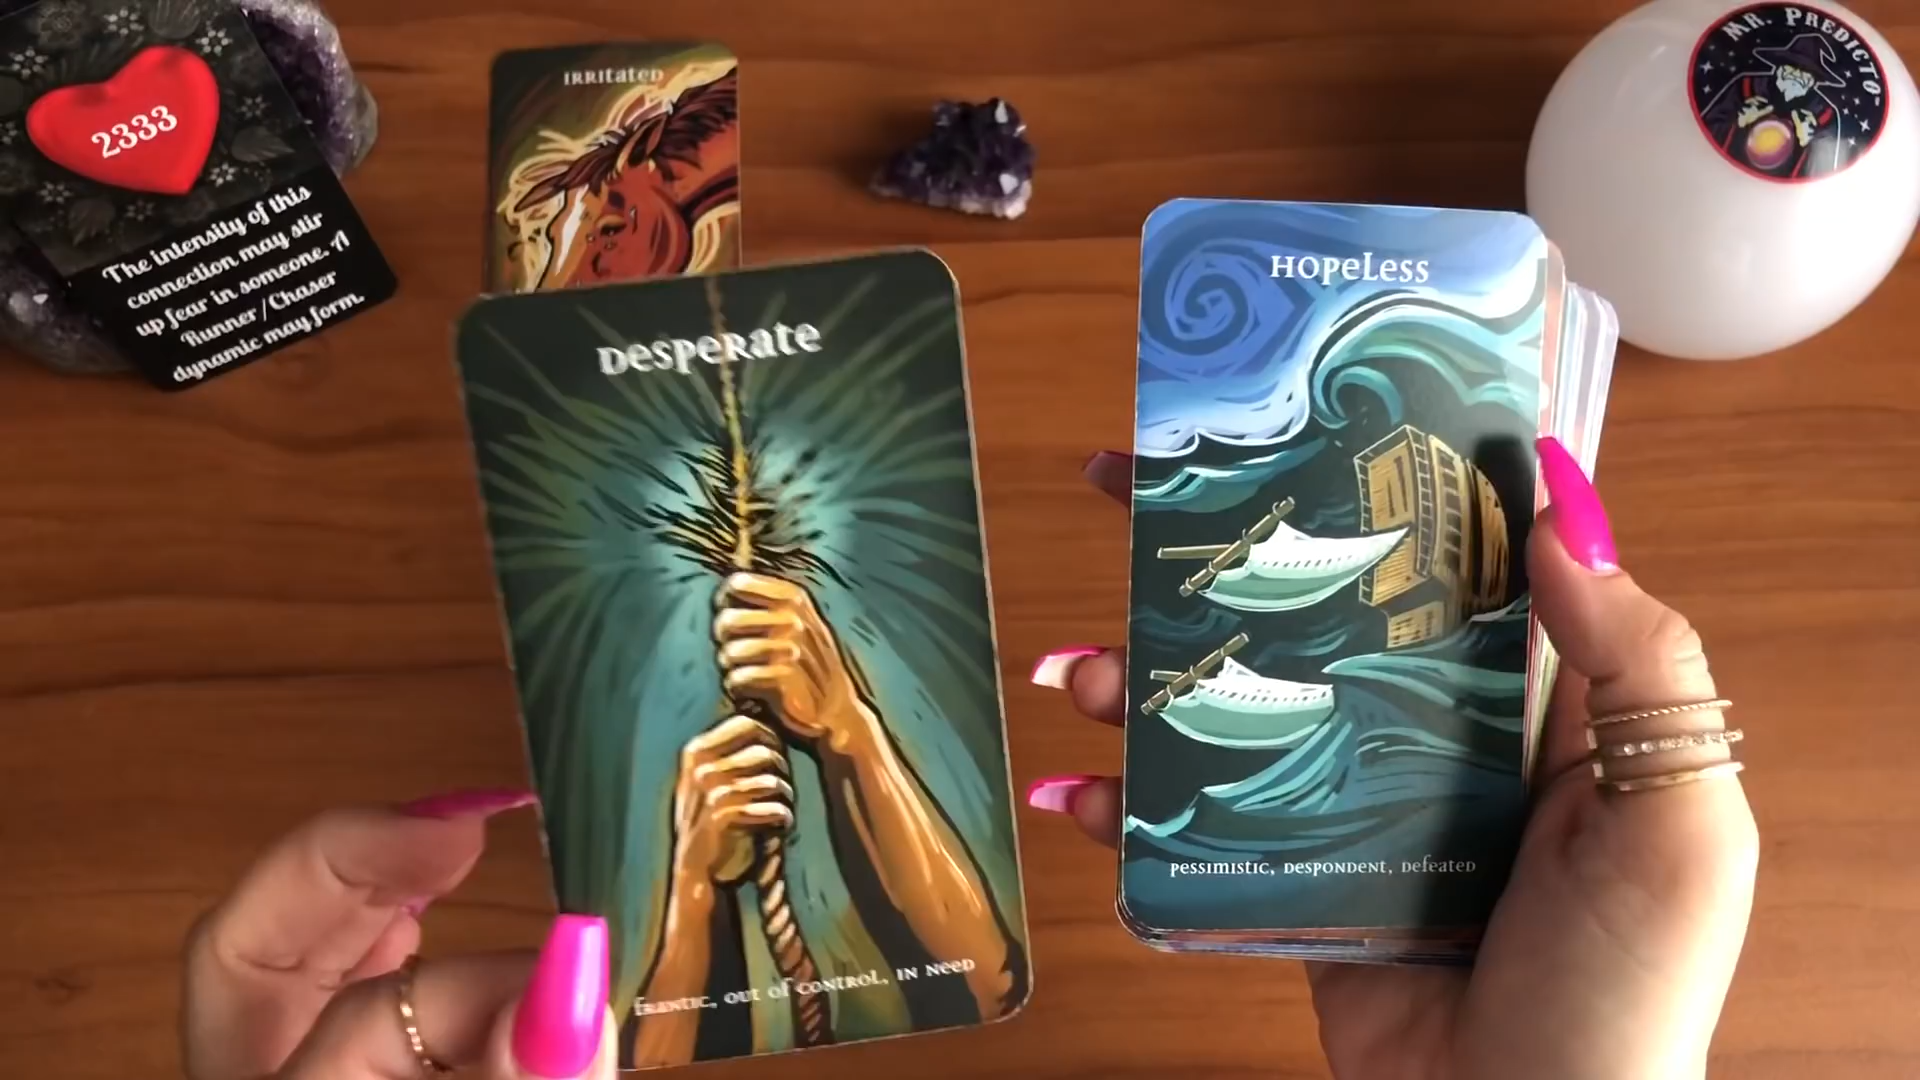 2333
The intensity of this
connection may stir
up fear in someone. A
Runner/Chaser
dynamic may form.
IRRITATED
MR. PREDICTO™
DESPERATE
FRANTIC, OUT OF CONTROL, IN NEED
HOPELESS
PESSIMISTIC, DESPONDENT, DEFEATED